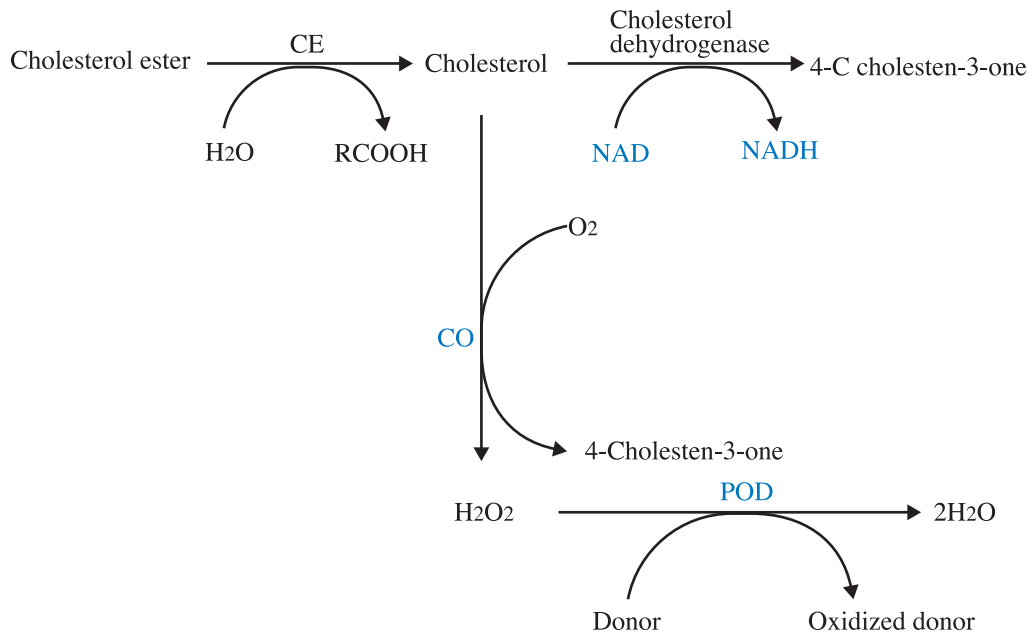 Cholesterol ester
CE
Cholesterol
Cholesterol
dehydrogenase
4-C cholesten-3-one
H2O
RCOOH
NAD
NADH
O2
CO
4-Cholesten-3-one
H2O2
POD
2H2O
Donor
Oxidized donor